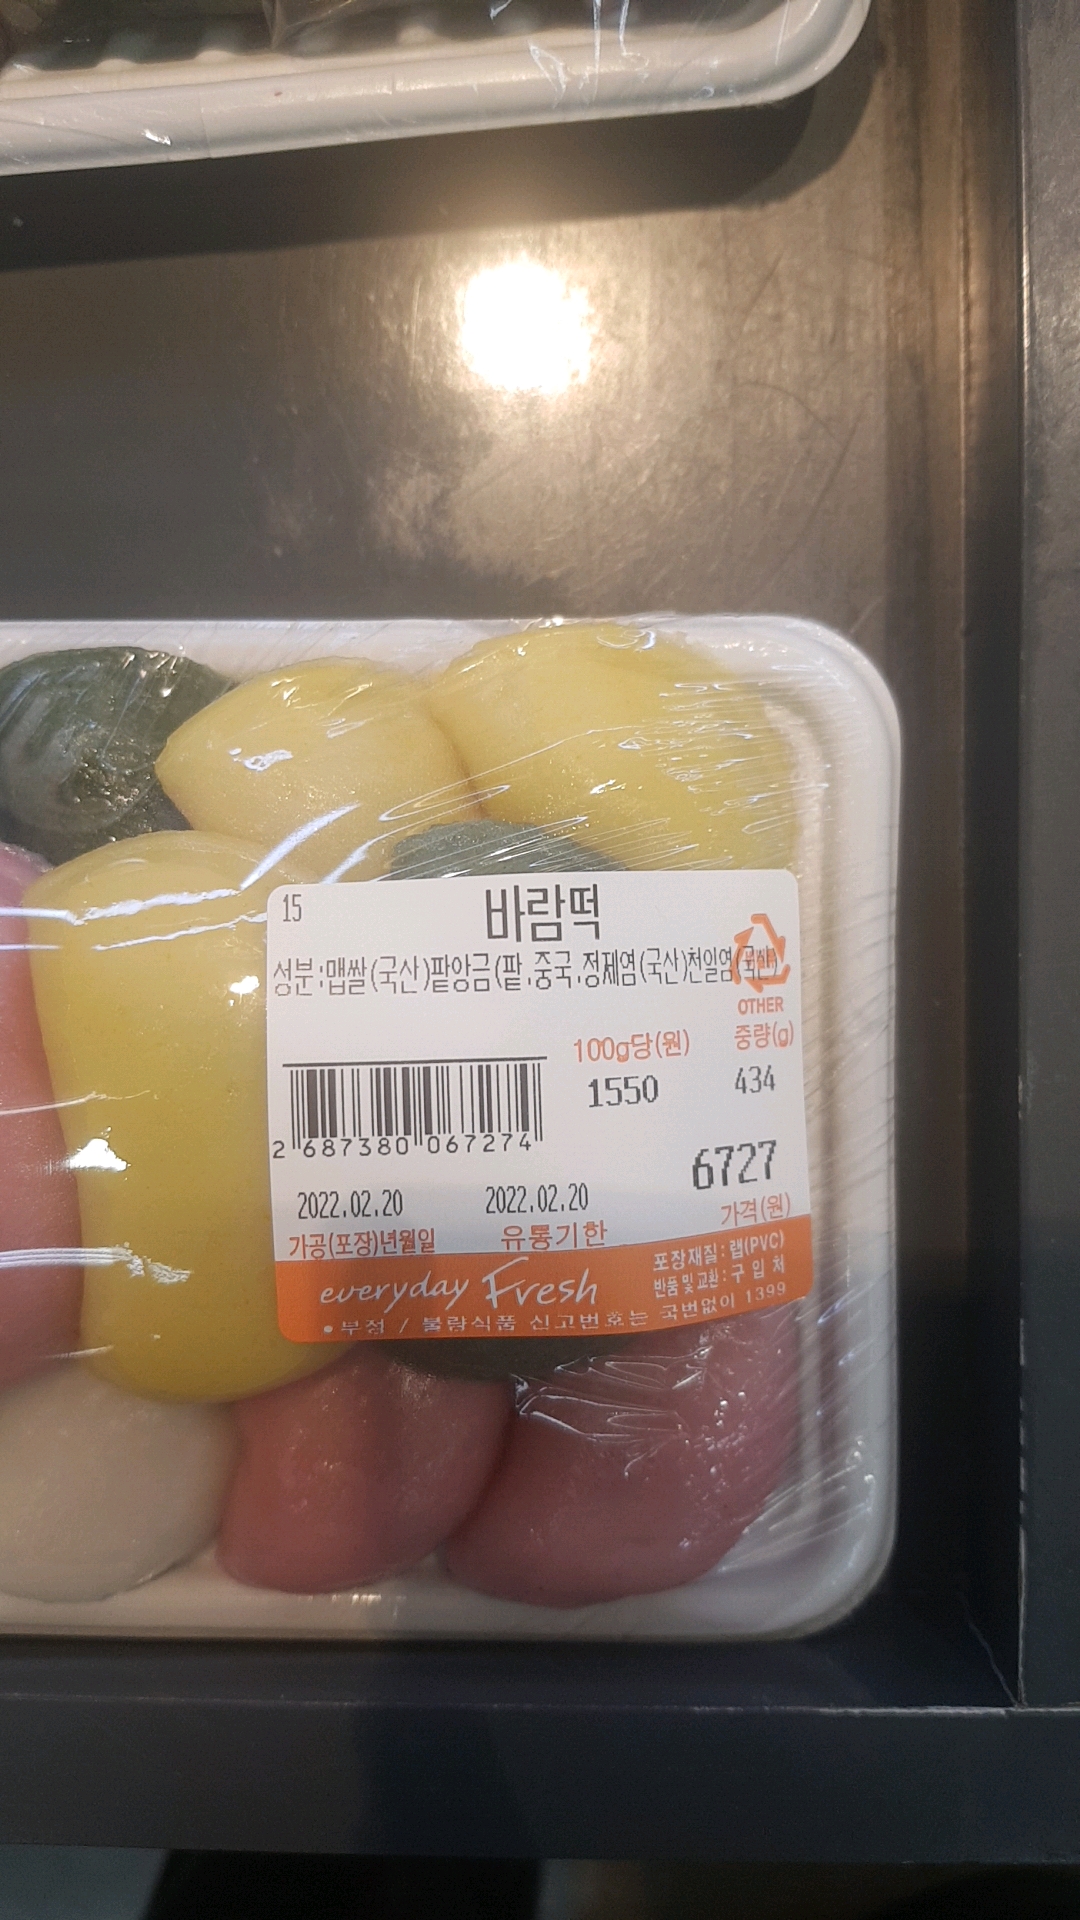 15
바람떡
성분:맵쌀(국산)팥앙금(팥,중국,정제염(국산)천일염(국산)
OTHER
100g당(원)
중량(g)
1550
434
2 687380 067274
6727
가격(원)
2022.02.20
2022.02.20
가공(포장)년월일
유통기한
포장재질:랩(PVC)
반품및교환:구 입 처
everyday Fresh
• 부정 / 불량식품 신고번호는 국번없이 1399